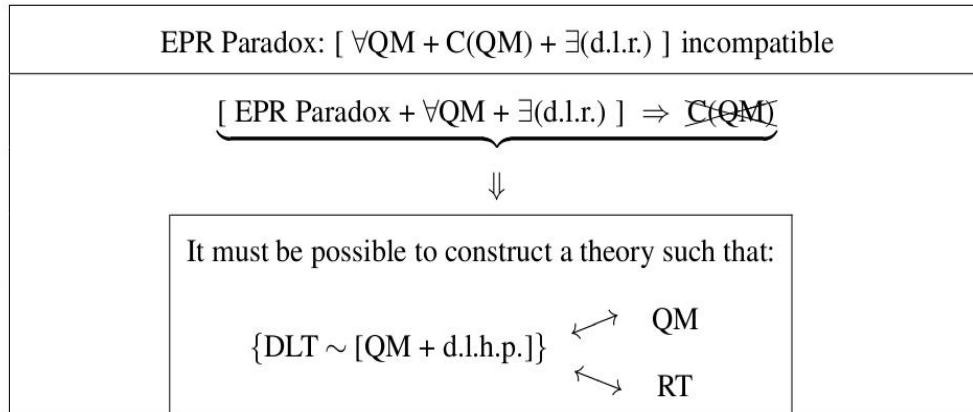 EPR Paradox: [ ∀QM + C(QM) + ∃(d.l.r.) ] incompatible
[ EPR Paradox + ∀QM + ∃(d.l.r.) ] ⇒ C(QM)
⇓
It must be possible to construct a theory such that:
{DLT ∼ [QM + d.l.h.p.]} ↔ QM
↔ RT